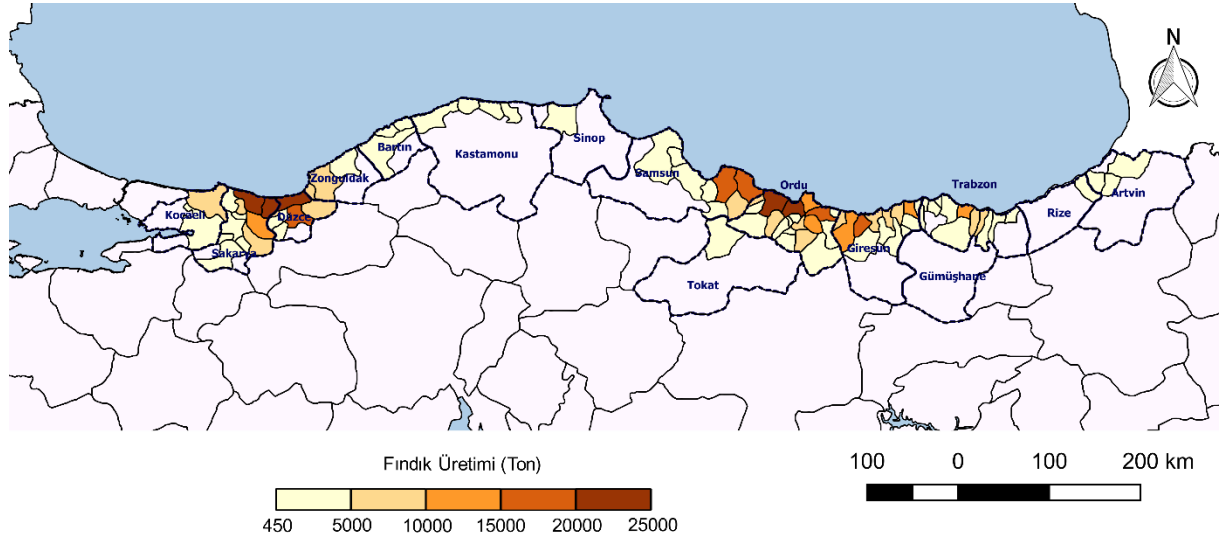 N
Sinop
Bartın
Kastamonu
Zonguldak
Samsun
Ordu
Trabzon
Artvin
Rize
Kocaeli
Düzce
Sakarya
Giresun
Gümüşhane
Tokat
Fındık Üretimi (Ton)
450 5000 10000 15000 20000 25000
100 0 100 200 km